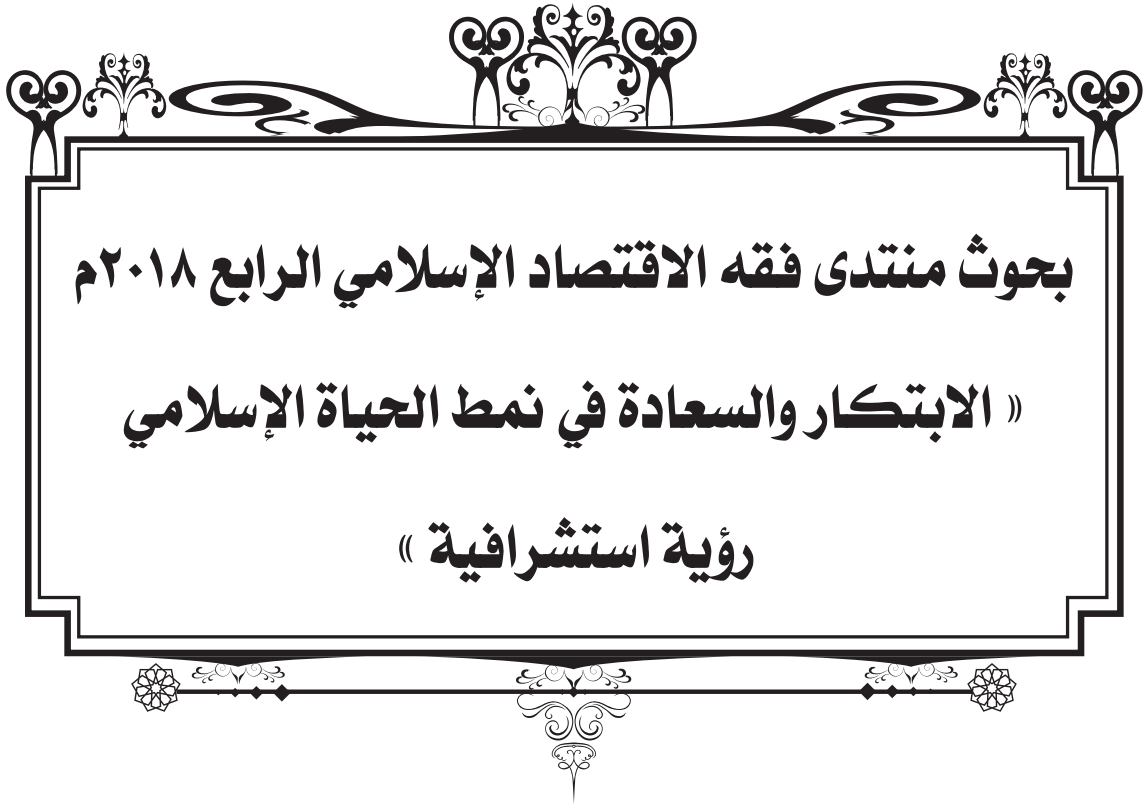 بحوث منتدى فقه الاقتصاد الإسلامي الرابع ٢٠١٨م
« الابتكار والسعادة في نمط الحياة الإسلامي
رؤية استشرافية »